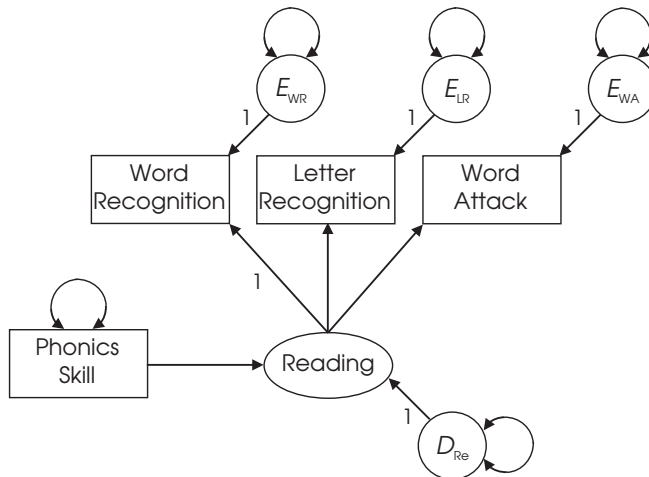 E_WR
E_LR
E_WA
1
1
1
Word
Recognition
Letter
Recognition
Word
Attack
1
Phonics
Skill
Reading
1
D_Re